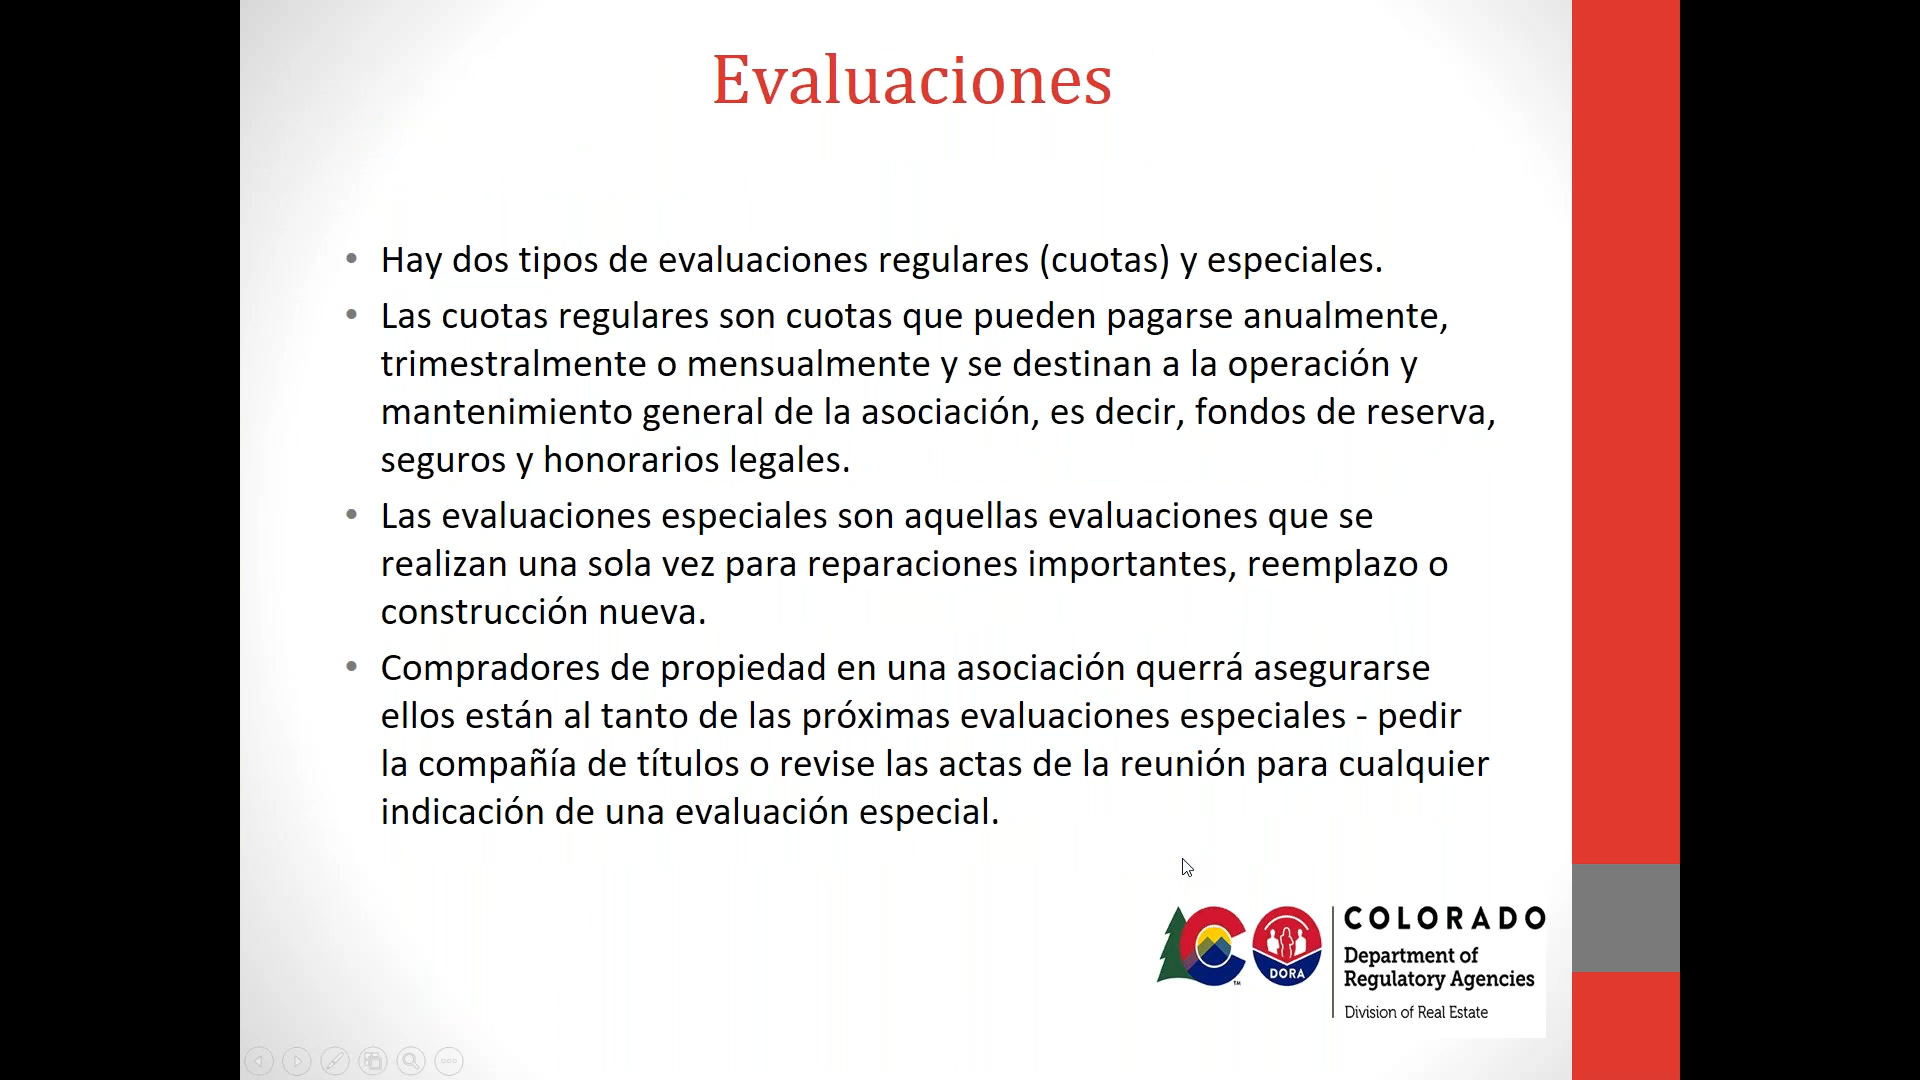 Evaluaciones
• Hay dos tipos de evaluaciones regulares (cuotas) y especiales.
• Las cuotas regulares son cuotas que pueden pagarse anualmente,
trimestralmente o mensualmente y se destinan a la operación y
mantenimiento general de la asociación, es decir, fondos de reserva,
seguros y honorarios legales.
• Las evaluaciones especiales son aquellas evaluaciones que se
realizan una sola vez para reparaciones importantes, reemplazo o
construcción nueva.
• Compradores de propiedad en una asociación querrá asegurarse
ellos están al tanto de las próximas evaluaciones especiales - pedir
la compañía de títulos o revise las actas de la reunión para cualquier
indicación de una evaluación especial.
TM
DORA
COLORADO
Department of
Regulatory Agencies
Division of Real Estate